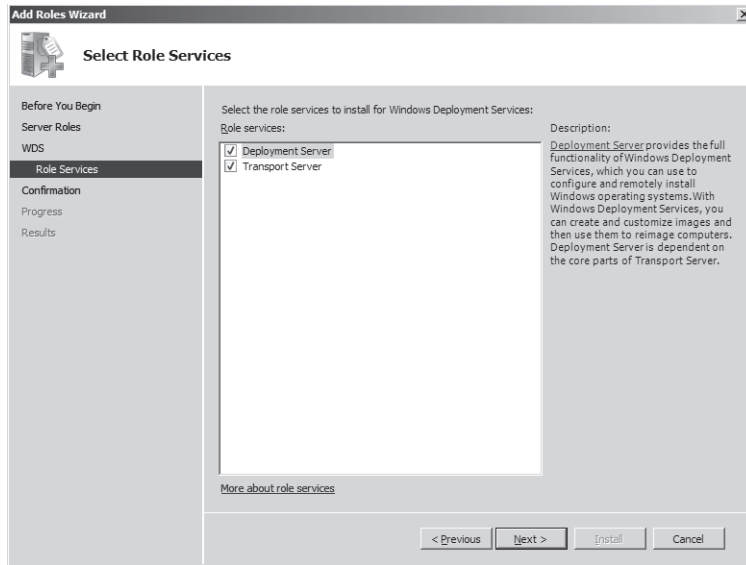 Add Roles Wizard
Select Role Services
Before You Begin
Server Roles
WDS
Role Services
Confirmation
Progress
Results
Select the role services to install for Windows Deployment Services:
Role services:
Deployment Server
Transport Server
More about role services
Description:
Deployment Server provides the full
functionality of Windows Deployment
Services, which you can use to
configure and remotely install
Windows operating systems.With
Windows Deployment Services, you
can create and customize images and
then use them to reimage computers.
Deployment Server is dependent on
the core parts of Transport Server.
< Previous
Next >
Install
Cancel